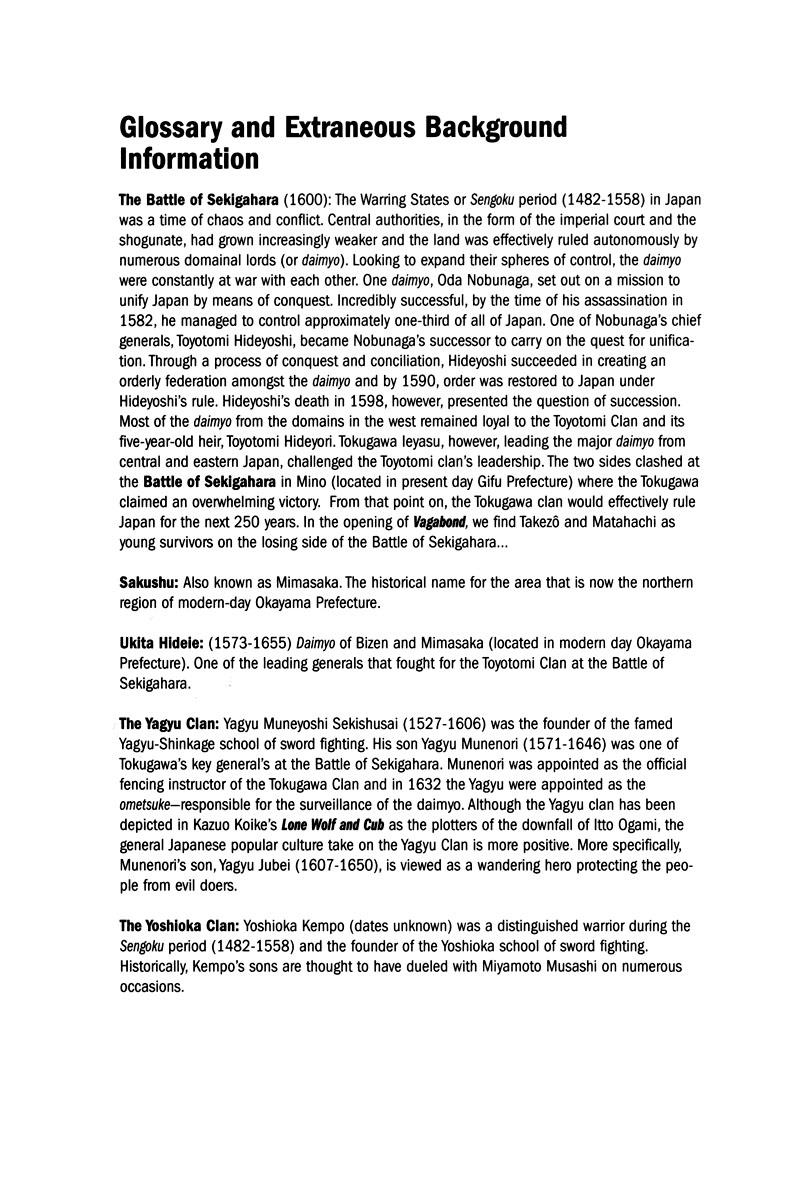 Glossary and Extraneous Background
Information
The Battle of Sekigahara (1600): The Warring States or Sengoku period (1482-1558) in Japan
was a time of chaos and conflict. Central authorities, in the form of the imperial court and the
shogunate, had grown increasingly weaker and the land was effectively ruled autonomously by
numerous domainal lords (or daimyo). Looking to expand their spheres of control, the daimyo
were constantly at war with each other. One daimyo, Oda Nobunaga, set out on a mission to
unify Japan by means of conquest. Incredibly successful, by the time of his assassination in
1582, he managed to control approximately one-third of all of Japan. One of Nobunaga's chief
generals, Toyotomi Hideyoshi, became Nobunaga's successor to carry on the quest for unifica-
tion. Through a process of conquest and conciliation, Hideyoshi succeeded in creating an
orderly federation amongst the daimyo and by 1590, order was restored to Japan under
Hideyoshi's rule. Hideyoshi's death in 1598, however, presented the question of succession.
Most of the daimyo from the domains in the west remained loyal to the Toyotomi Clan and its
five-year-old heir, Toyotomi Hideyori. Tokugawa Ieyasu, however, leading the major daimyo from
central and eastern Japan, challenged the Toyotomi clan's leadership. The two sides clashed at
the Battle of Sekigahara in Mino (located in present day Gifu Prefecture) where the Tokugawa
claimed an overwhelming victory. From that point on, the Tokugawa clan would effectively rule
Japan for the next 250 years. In the opening of Vagabond, we find Takezô and Matahachi as
young survivors on the losing side of the Battle of Sekigahara...
Sakushu: Also known as Mimasaka. The historical name for the area that is now the northern
region of modern-day Okayama Prefecture.
Ukita Hideie: (1573-1655) Daimyo of Bizen and Mimasaka (located in modern day Okayama
Prefecture). One of the leading generals that fought for the Toyotomi Clan at the Battle of
Sekigahara.
The Yagyu Clan: Yagyu Muneyoshi Sekishusai (1527-1606) was the founder of the famed
Yagyu-Shinkage school of sword fighting. His son Yagyu Munenori (1571-1646) was one of
Tokugawa's key general's at the Battle of Sekigahara. Munenori was appointed as the official
fencing instructor of the Tokugawa Clan and in 1632 the Yagyu were appointed as the
ometsuke—responsible for the surveillance of the daimyo. Although the Yagyu clan has been
depicted in Kazuo Koike's Lone Wolf and Cub as the plotters of the downfall of Itto Ogami, the
general Japanese popular culture take on the Yagyu Clan is more positive. More specifically,
Munenori's son, Yagyu Jubei (1607-1650), is viewed as a wandering hero protecting the peo-
ple from evil doers.
The Yoshioka Clan: Yoshioka Kempo (dates unknown) was a distinguished warrior during the
Sengoku period (1482-1558) and the founder of the Yoshioka school of sword fighting.
Historically, Kempo's sons are thought to have dueled with Miyamoto Musashi on numerous
occasions.